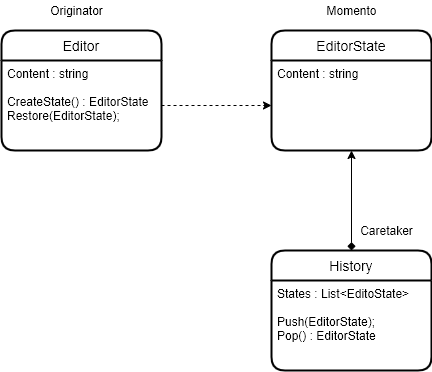 Originator
Momento
Editor
EditorState
Content : string
Content : string
CreateState() : EditorState
Restore(EditorState);
Caretaker
History
States : List<EditoState>
Push(EditorState);
Pop() : EditorState